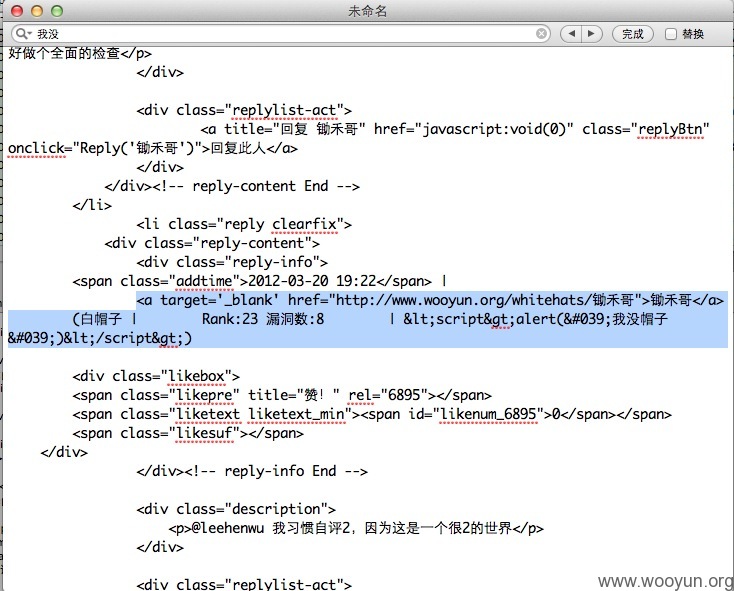 未命名
我没
完成
替换
好做个全面的检查</p>
</div>
<div class="replylist-act">
<a title="回复 锄禾哥" href="javascript:void(0)" class="replyBtn"
onclick="Reply('锄禾哥')">回复此人</a>
</div>
</div><!-- reply-content End -->
</li>
<li class="reply clearfix">
<div class="reply-content">
<div class="reply-info">
<span class="addtime">2012-03-20 19:22</span> |
<a target='_blank' href="http://www.wooyun.org/whitehats/锄禾哥">锄禾哥</a>
(白帽子 | Rank:23 漏洞数:8 | &lt;script&gt;alert(&#039;我没帽子
&#039;)&lt;/script&gt;)
<div class="likebox">
<span class="likepre" title="赞！" rel="6895"></span>
<span class="liketext liketext_min"><span id="likenum_6895">0</span></span>
<span class="likesuf"></span>
</div>
</div><!-- reply-info End -->
<div class="description">
<p>@leehenwu 我习惯自评2，因为这是一个很2的世界</p>
</div>
<div class="replylist-act">
www.wooyun.org